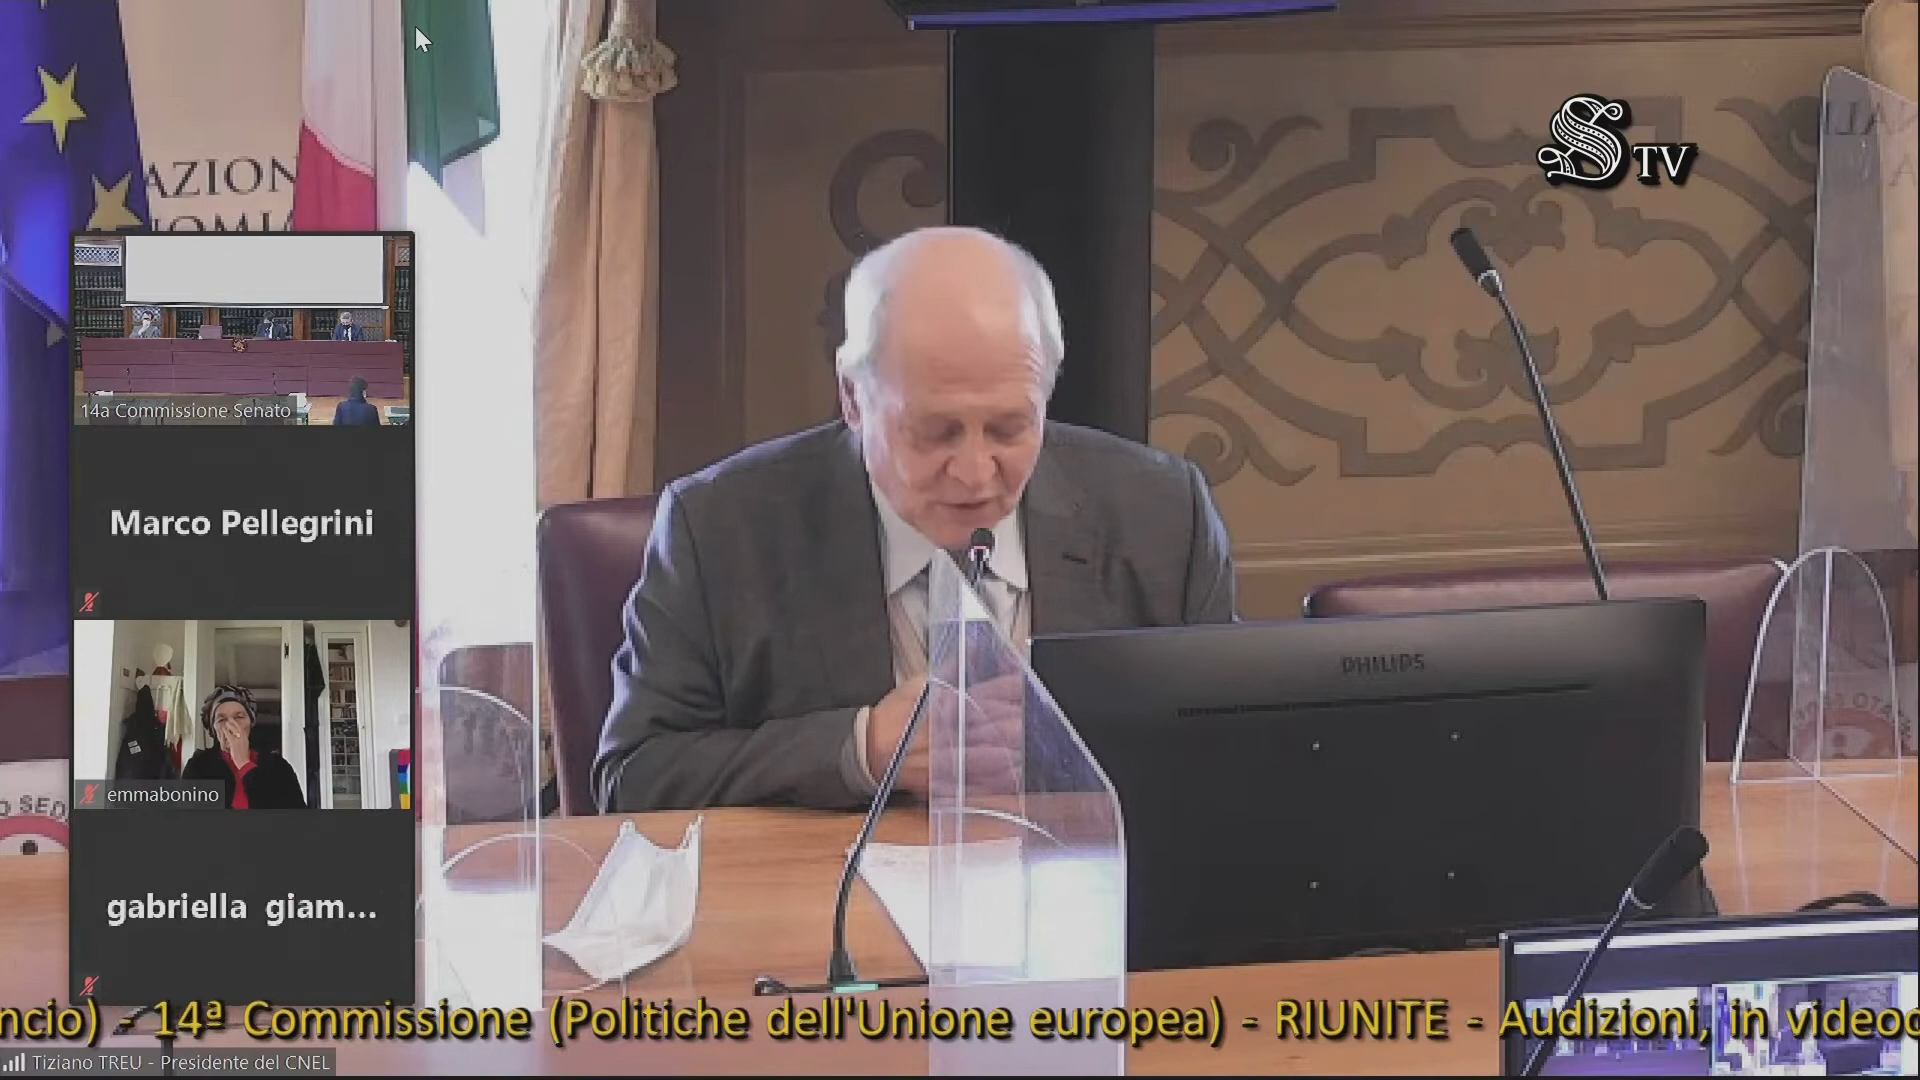 AZION
S TV
14a Commissione Senato
Marco Pellegrini
PHILIPS
emmabonino
gabriella giam...
ncio) - 14ª Commissione (Politiche dell'Unione europea) - RIUNITE - Audizioni, in videoc
Tiziano TREU - Presidente del CNEL